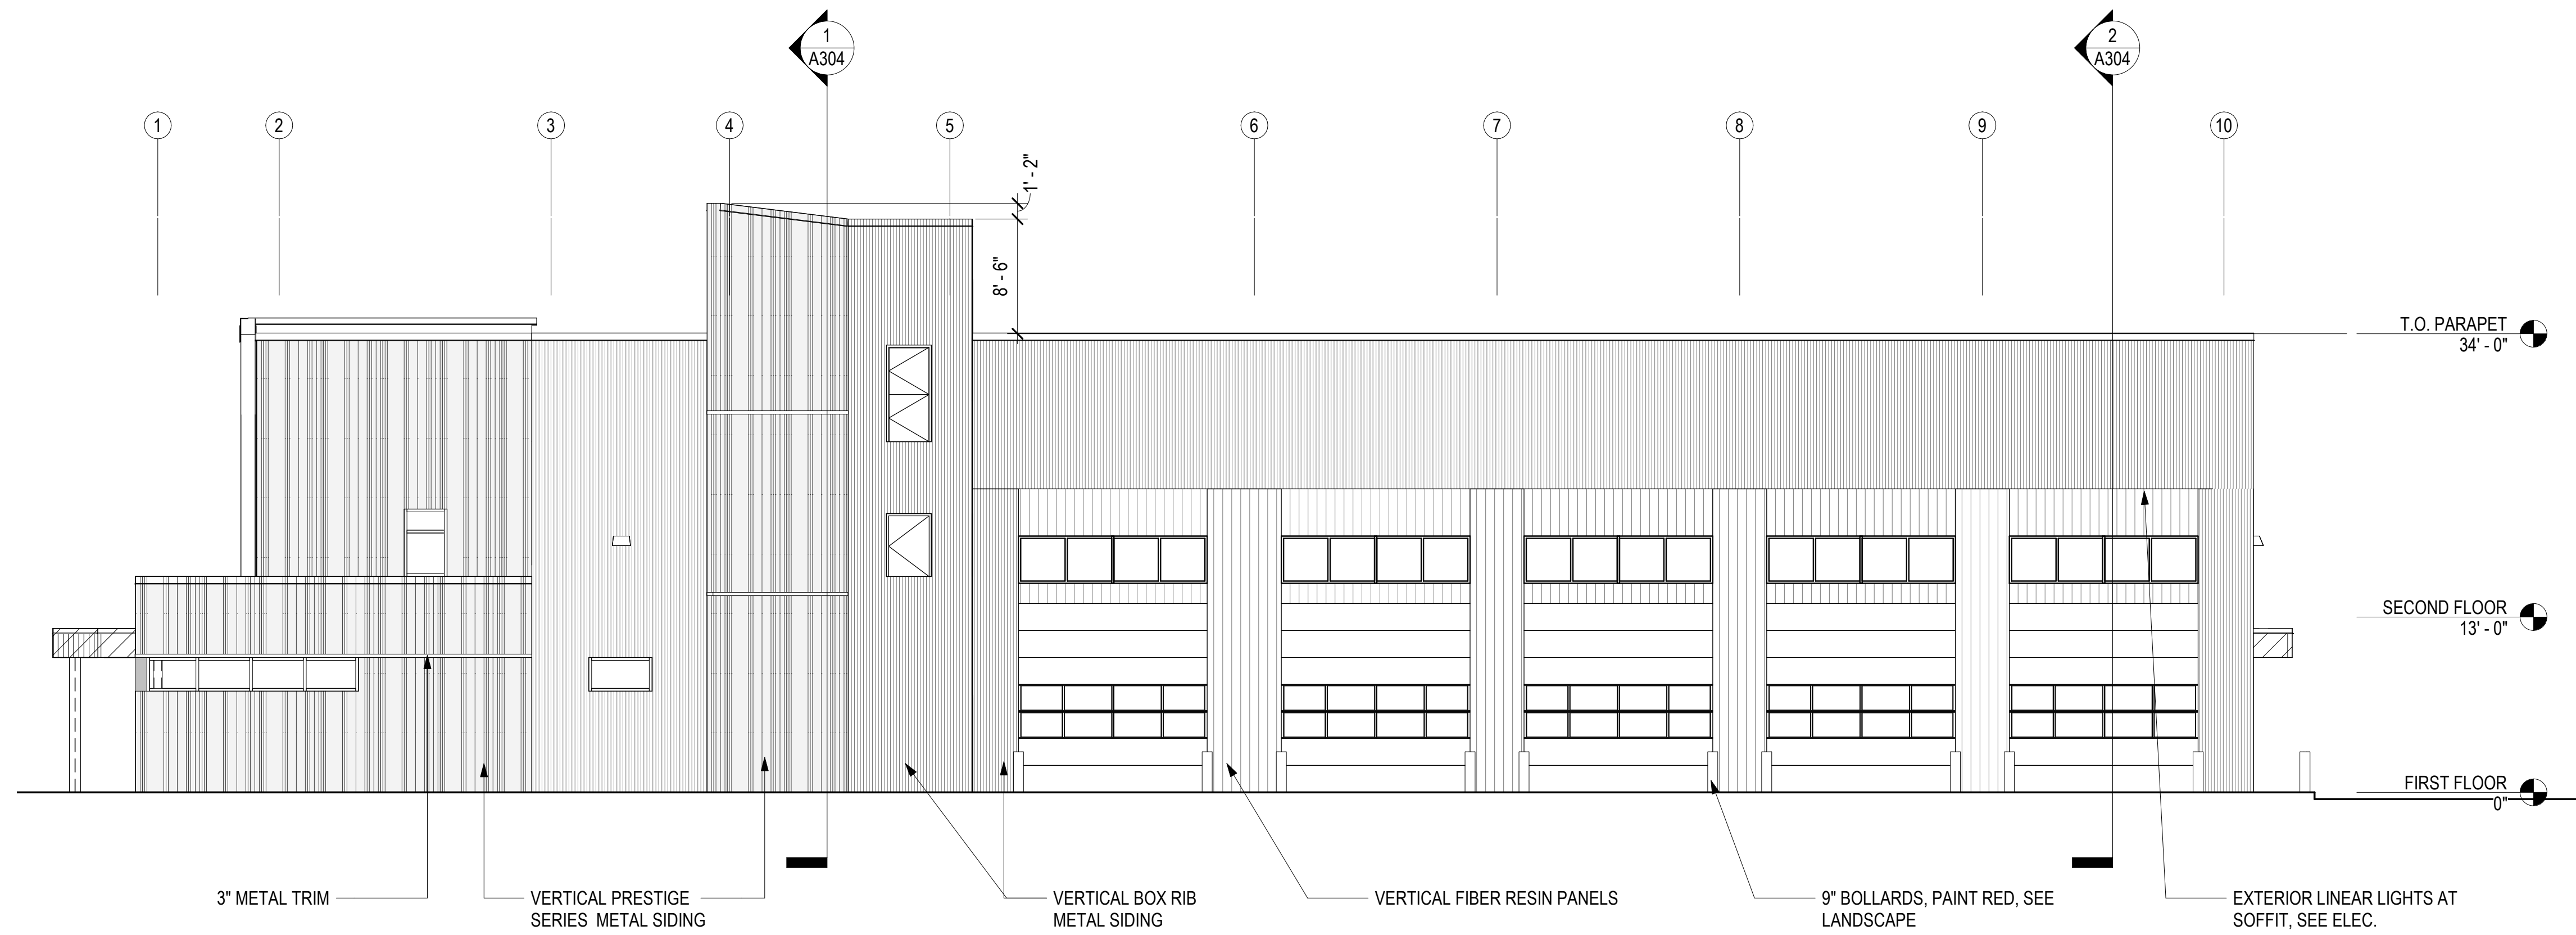 1
A304
2
A304
1
2
3
4
5
6
7
8
9
10
1' - 2"
8' - 6"
T.O. PARAPET
34' - 0"
SECOND FLOOR
13' - 0"
FIRST FLOOR
0"
3" METAL TRIM
VERTICAL PRESTIGE
SERIES METAL SIDING
VERTICAL BOX RIB
METAL SIDING
VERTICAL FIBER RESIN PANELS
9" BOLLARDS, PAINT RED, SEE
LANDSCAPE
EXTERIOR LINEAR LIGHTS AT
SOFFIT, SEE ELEC.